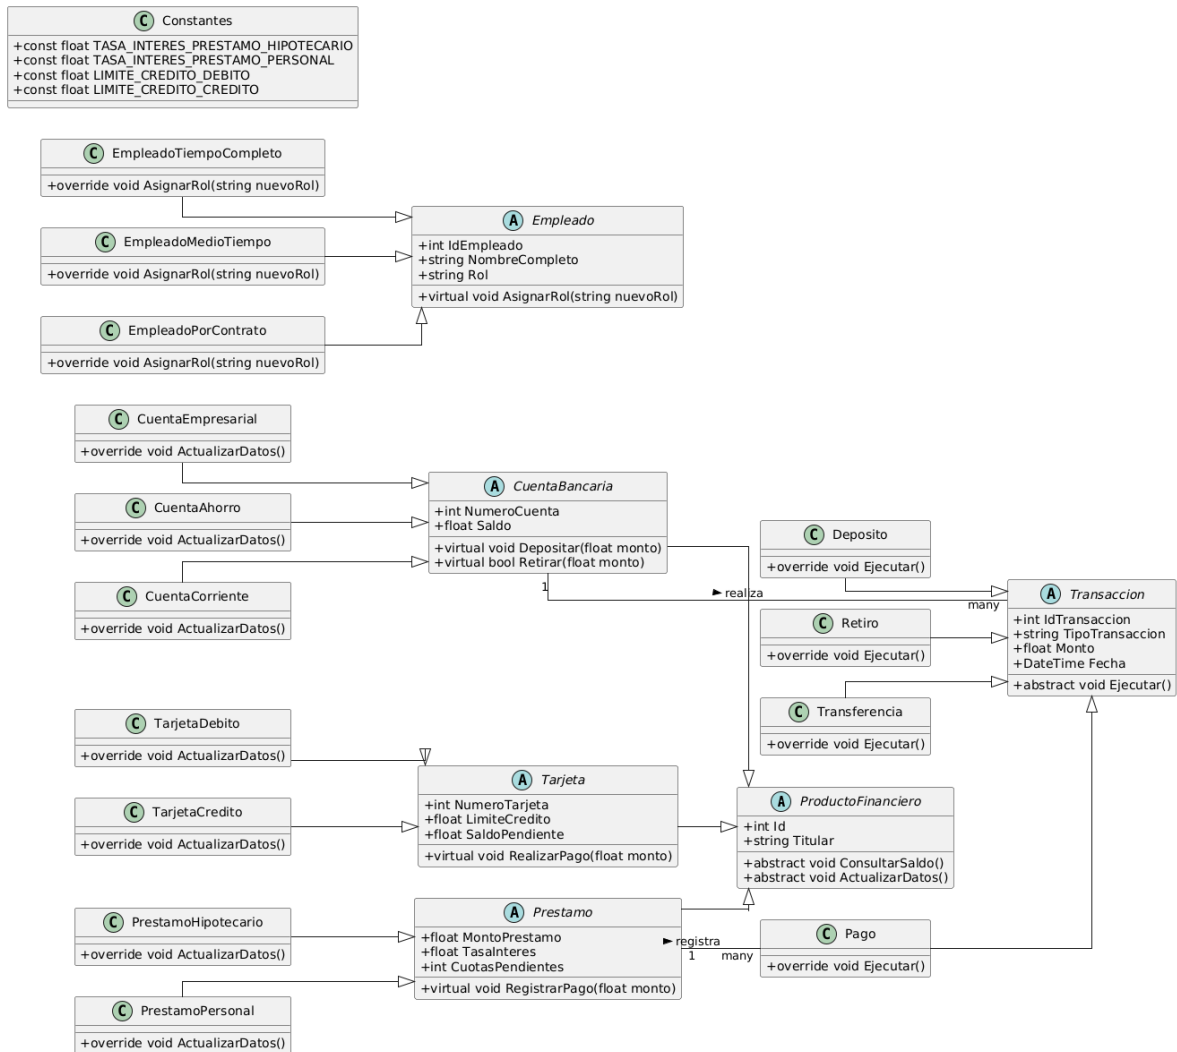 C Constantes
+const float TASA_INTERES_PRESTAMO_HIPOTECARIO
+const float TASA_INTERES_PRESTAMO_PERSONAL
+const float LIMITE_CREDITO_DEBITO
+const float LIMITE_CREDITO_CREDITO
C EmpleadoTiempoCompleto
+override void AsignarRol(string nuevoRol)
C EmpleadoMedioTiempo
+override void AsignarRol(string nuevoRol)
C EmpleadoPorContrato
+override void AsignarRol(string nuevoRol)
A Empleado
+int IdEmpleado
+string NombreCompleto
+string Rol
+virtual void AsignarRol(string nuevoRol)
C CuentaEmpresarial
+override void ActualizarDatos()
C CuentaAhorro
+override void ActualizarDatos()
C CuentaCorriente
+override void ActualizarDatos()
A CuentaBancaria
+int NumeroCuenta
+float Saldo
+virtual void Depositar(float monto)
+virtual bool Retirar(float monto)
1
realiza
many
C Deposito
+override void Ejecutar()
C Retiro
+override void Ejecutar()
C Transferencia
+override void Ejecutar()
A Transaccion
+int IdTransaccion
+string TipoTransaccion
+float Monto
+DateTime Fecha
+abstract void Ejecutar()
C TarjetaDebito
+override void ActualizarDatos()
C TarjetaCredito
+override void ActualizarDatos()
A Tarjeta
+int NumeroTarjeta
+float LimiteCredito
+float SaldoPendiente
+virtual void RealizarPago(float monto)
A ProductoFinanciero
+int Id
+string Titular
+abstract void ConsultarSaldo()
+abstract void ActualizarDatos()
C PrestamoHipotecario
+override void ActualizarDatos()
C PrestamoPersonal
+override void ActualizarDatos()
A Prestamo
+float MontoPrestamo
+float TasaInteres
+int CuotasPendientes
+virtual void RegistrarPago(float monto)
registra
1 many
C Pago
+override void Ejecutar()